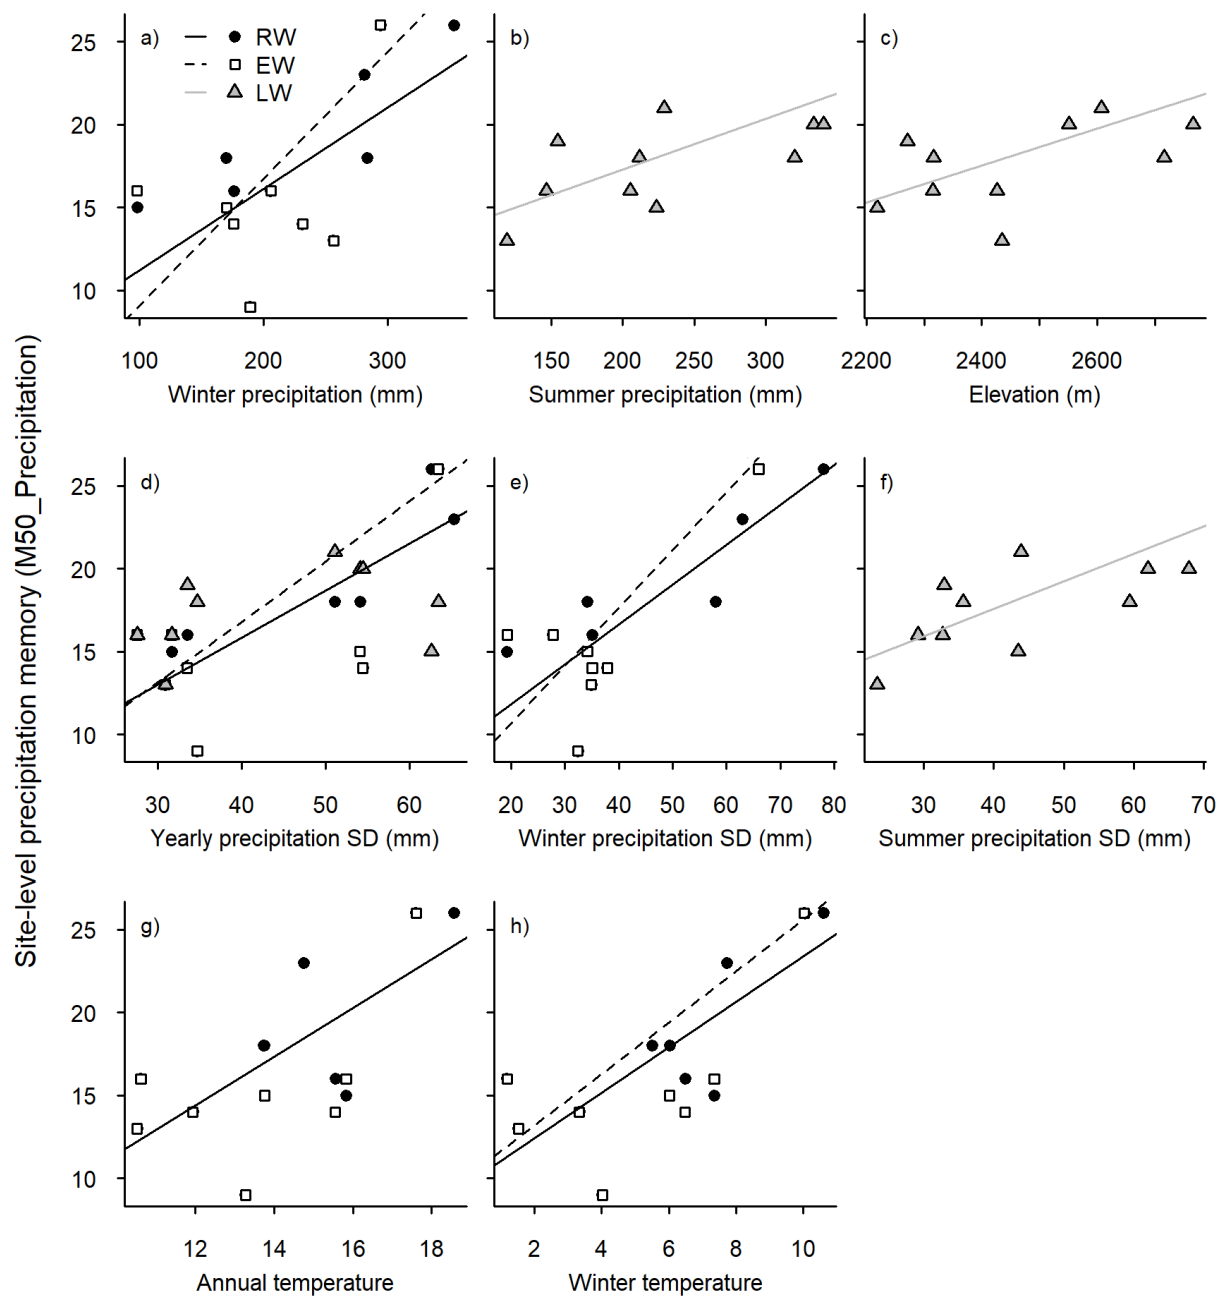 Site-level precipitation memory (M50_Precipitation)
a)
RW
EW
LW
25
20
15
10
100 200 300
Winter precipitation (mm)
b)
150 200 250 300
Summer precipitation (mm)
c)
2200 2400 2600
Elevation (m)
d)
25
20
15
10
30 40 50 60
Yearly precipitation SD (mm)
e)
20 30 40 50 60 70 80
Winter precipitation SD (mm)
f)
30 40 50 60 70
Summer precipitation SD (mm)
g)
25
20
15
10
12 14 16 18
Annual temperature
h)
2 4 6 8 10
Winter temperature